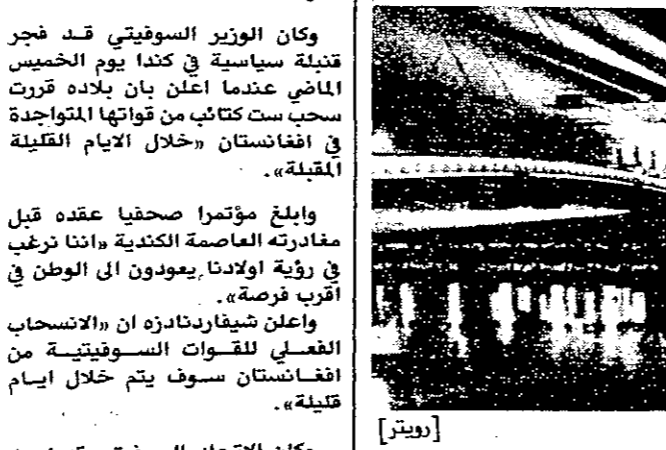 وكان الوزير السوفيتي قد فجر
قنبلة سياسية في كندا يوم الخميس
الماضي عندما اعلن بان بلاده قررت
سحب ست كتائب من قواتها المتواجدة
في افغانستان «خلال الايام القليلة
المقبلة».
وابلغ مؤتمرا صحفيا عقده قبل
مغادرته العاصمة الكندية «اننا نرغب
في رؤية اولادنا يعودون الى الوطن في
اقرب فرصة».
واعلن شيفاردنادزه ان «الانسحاب
الفعلي للقوات السوفيتية من
افغانستان سوف يتم خلال ايام
قليلة».
[رويتر]